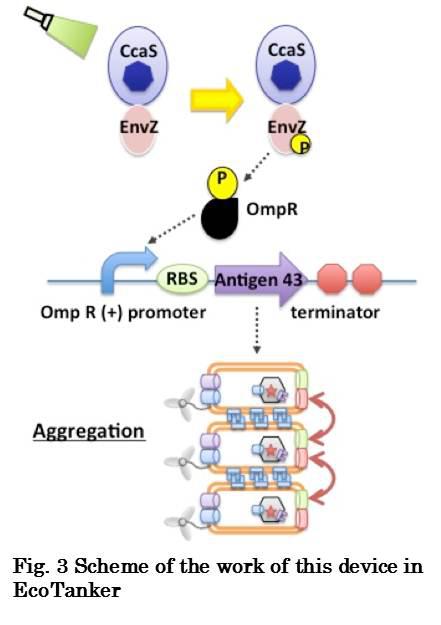 CcaS
CcaS
EnvZ
EnvZ
P
P
OmpR
RBS
Antigen 43
Omp R (+) promoter
terminator
Aggregation
Fig. 3 Scheme of the work of this device in
EcoTanker